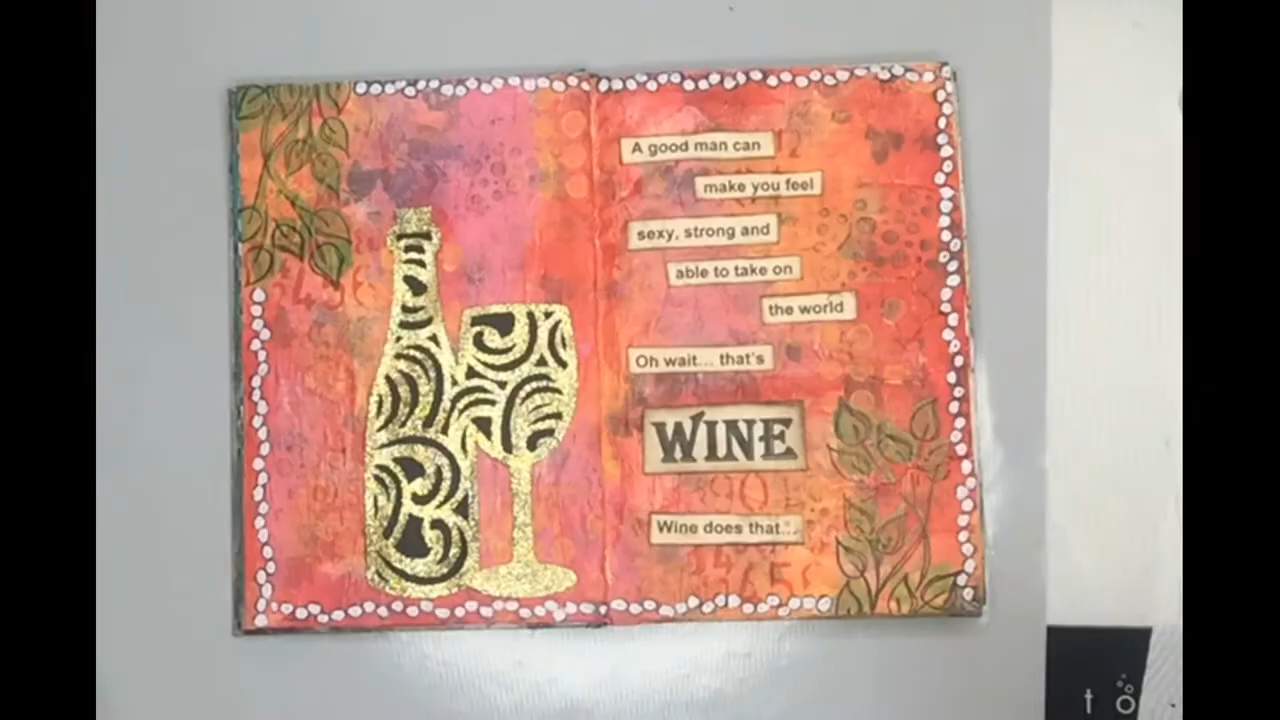 A good man can
make you feel
sexy, strong and
able to take on
the world
Oh wait... that's
WINE
Wine does that...